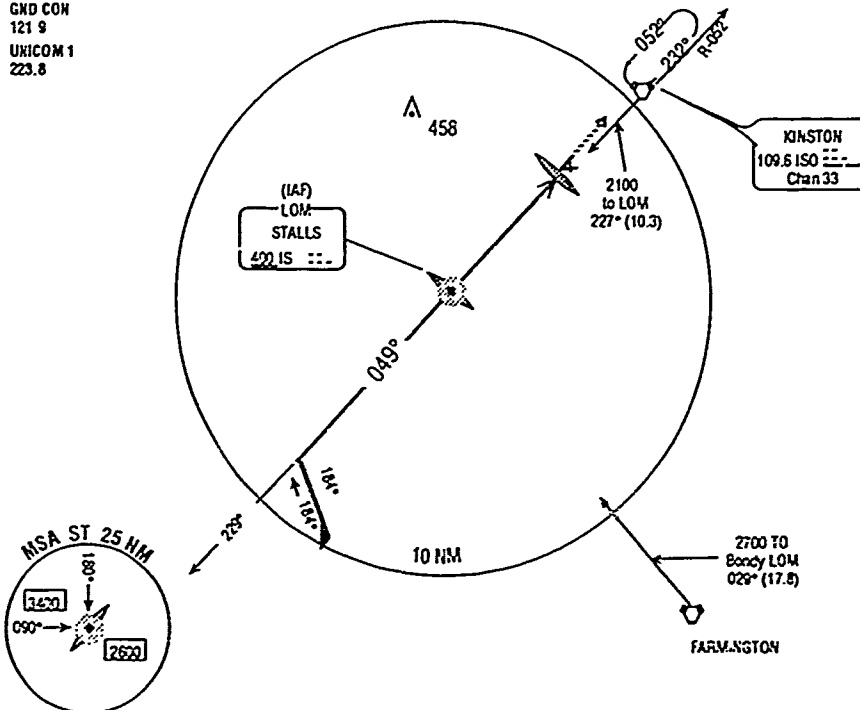 GND CON
121 9
UNICOM 1
223.8
458
052°
232°
R-052°
KINSTON
109.6 ISO
Chan 33
2100
to LOM
227° (10.3)
(IAF)
LOM
STALLS
400 IS
049°
184°
184°
229°
10 NM
MSA ST 25 NM
180°
090°
2600
2700 TO
Bondy LOM
029° (17.8)
FARMINGTON